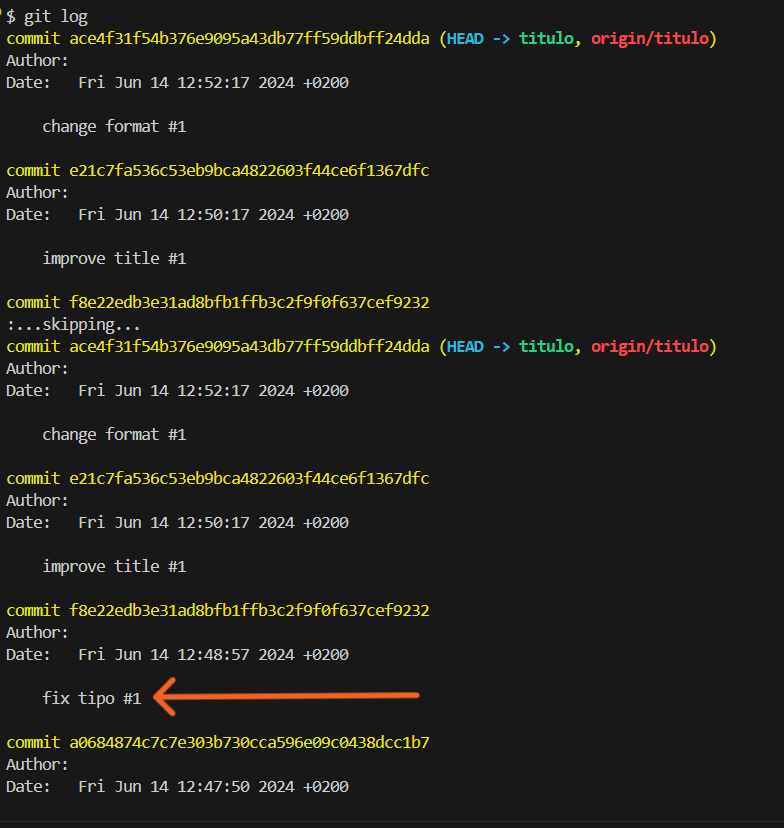 $ git log
commit ace4f31f54b376e9095a43db77ff59ddbff24dda (HEAD -> titulo, origin/titulo)
Author:
Date:   Fri Jun 14 12:52:17 2024 +0200
    change format #1
commit e21c7fa536c53eb9bca4822603f44ce6f1367dfc
Author:
Date:   Fri Jun 14 12:50:17 2024 +0200
    improve title #1
commit f8e22edb3e31ad8bfb1ffb3c2f9f0f637cef9232
:...skipping...
commit ace4f31f54b376e9095a43db77ff59ddbff24dda (HEAD -> titulo, origin/titulo)
Author:
Date:   Fri Jun 14 12:52:17 2024 +0200
    change format #1
commit e21c7fa536c53eb9bca4822603f44ce6f1367dfc
Author:
Date:   Fri Jun 14 12:50:17 2024 +0200
    improve title #1
commit f8e22edb3e31ad8bfb1ffb3c2f9f0f637cef9232
Author:
Date:   Fri Jun 14 12:48:57 2024 +0200
    fix tipo #1
commit a0684874c7c7e303b730cca596e09c0438dcc1b7
Author:
Date:   Fri Jun 14 12:47:50 2024 +0200